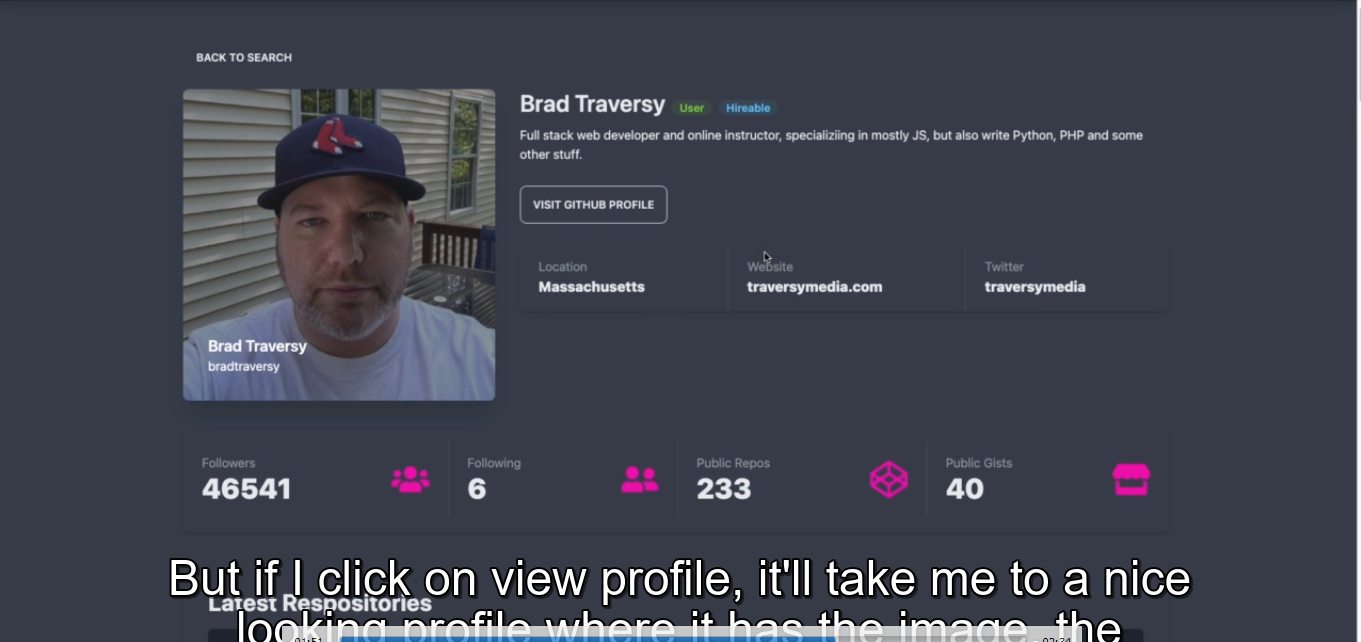 BACK TO SEARCH
Brad Traversy User Hireable
Full stack web developer and online instructor, specializiing in mostly JS, but also write Python, PHP and some
other stuff.
VISIT GITHUB PROFILE
Location
Massachusetts
Website
traversymedia.com
Twitter
traversymedia
Brad Traversy
bradtraversy
Followers
46541
Following
6
Public Repos
233
Public Gists
40
But if I click on view profile, it'll take me to a nice
Latest Respositories
looking profile where it has the image, the
01:51